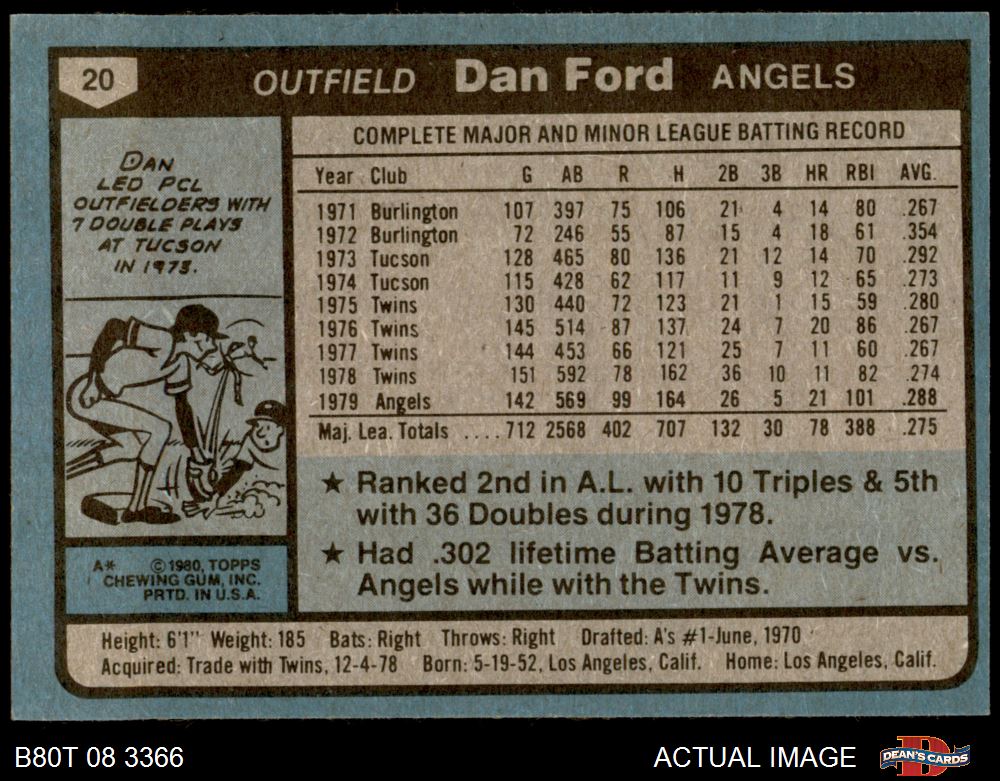 20 OUTFIELD Dan Ford ANGELS
DAN
LED PCL
OUTFIELDERS WITH
7 DOUBLE PLAYS
AT TUCSON
IN 1973.
COMPLETE MAJOR AND MINOR LEAGUE BATTING RECORD
Year Club G AB R H 2B 3B HR RBI AVG.
1971 Burlington 107 397 75 106 21 4 14 80 .267
1972 Burlington 72 246 55 87 15 4 18 61 .354
1973 Tucson 128 465 80 136 21 12 14 70 .292
1974 Tucson 115 428 62 117 11 9 12 65 .273
1975 Twins 130 440 72 123 21 1 15 59 .280
1976 Twins 145 514 87 137 24 7 20 86 .267
1977 Twins 144 453 66 121 25 7 11 60 .267
1978 Twins 151 592 78 162 36 10 11 82 .274
1979 Angels 142 569 99 164 26 5 21 101 .288
Maj. Lea. Totals ....712 2568 402 707 132 30 78 388 .275
★ Ranked 2nd in A.L. with 10 Triples & 5th
with 36 Doubles during 1978.
★ Had .302 lifetime Batting Average vs.
Angels while with the Twins.
A* © 1980, TOPPS
CHEWING GUM, INC.
PRTD. IN U.S.A.
Height: 6'1" Weight: 185 Bats: Right Throws: Right Drafted: A's #1-June, 1970
Acquired: Trade with Twins, 12-4-78 Born: 5-19-52, Los Angeles, Calif. Home: Los Angeles, Calif.
B80T 08 3366 ACTUAL IMAGE DEAN'S CARDS